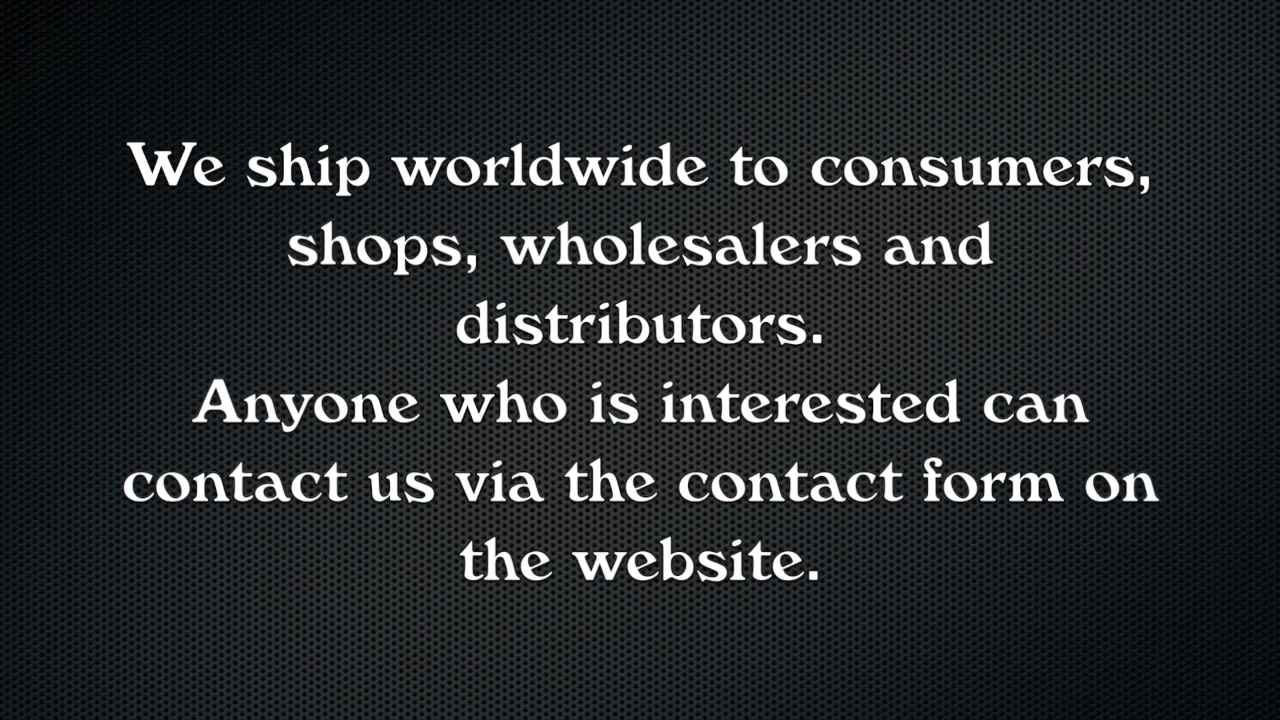 We ship worldwide to consumers,
shops, wholesalers and
distributors.
Anyone who is interested can
contact us via the contact form on
the website.